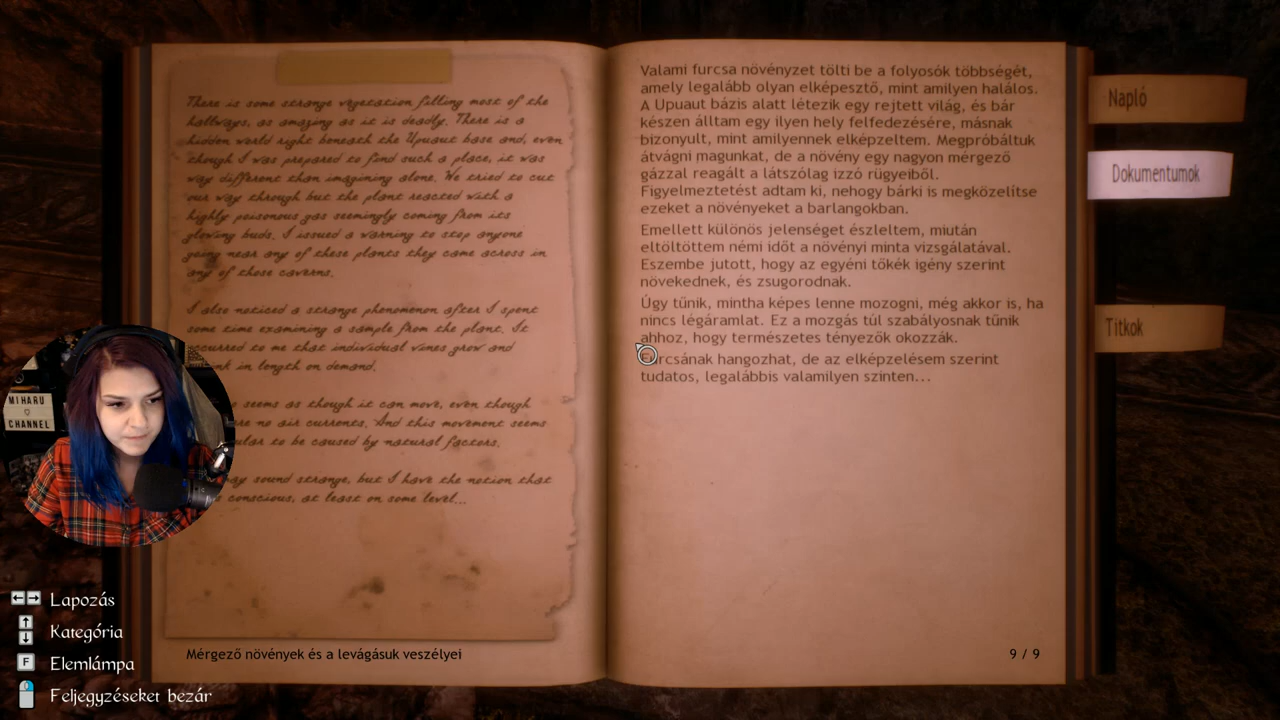 There is some strange vegetation filling most of the
hallways, as amazing as it is deadly. There is a
hidden world right beneath the Upuaut base and, even
though I was prepared to find such a place, it was
way different than imagining alone. We tried to cut
our way through but the plant reacted with a
highly poisonous gas seemingly coming from its
glowing buds. I issued a warning to stop anyone
going near any of these plants they came across in
any of those caverns.
I also noticed a strange phenomenon after I spent
some time examining a sample from the plant. It
occurred to me that individual vines grow and
in length on demand.
seems as though it can move, even though
no air currents. And this movement seems
to be caused by natural factors.
sound strange, but I have the notion that
conscious, at least on some level...
Mérgező növények és a levágásuk veszélyei
Valami furcsa növényzet tölti be a folyosók többségét,
amely legalább olyan elképesztő, mint amilyen halálos.
A Upuaut bázis alatt létezik egy rejtett világ, és bár
készen álltam egy ilyen hely felfedezésére, másnak
bizonyult, mint amilyennek elképzeltem. Megpróbáltuk
átvágni magunkat, de a növény egy nagyon mérgező
gázzal reagált a látszólag izzó rügyeiből.
Figyelmeztetést adtam ki, nehogy bárki is megközelítse
ezeket a növényeket a barlangokban.
Emellett különös jelenséget észleltem, miután
eltöltöttem némi időt a növényi minta vizsgálatával.
Eszembe jutott, hogy az egyéni tőkék igény szerint
növekednek, és zsugorodnak.
Úgy tűnik, mintha képes lenne mozogni, még akkor is, ha
nincs légáramlat. Ez a mozgás túl szabályosnak tűnik
ahhoz, hogy természetes tényezők okozzák.
Furcsának hangozhat, de az elképzelésem szerint
tudatos, legalábbis valamilyen szinten...
9 / 9
Napló
Dokumentumok
Titkok
MIHARU
CHANNEL
Lapozás
Kategória
F Elemlámpa
Feljegyzéseket bezár